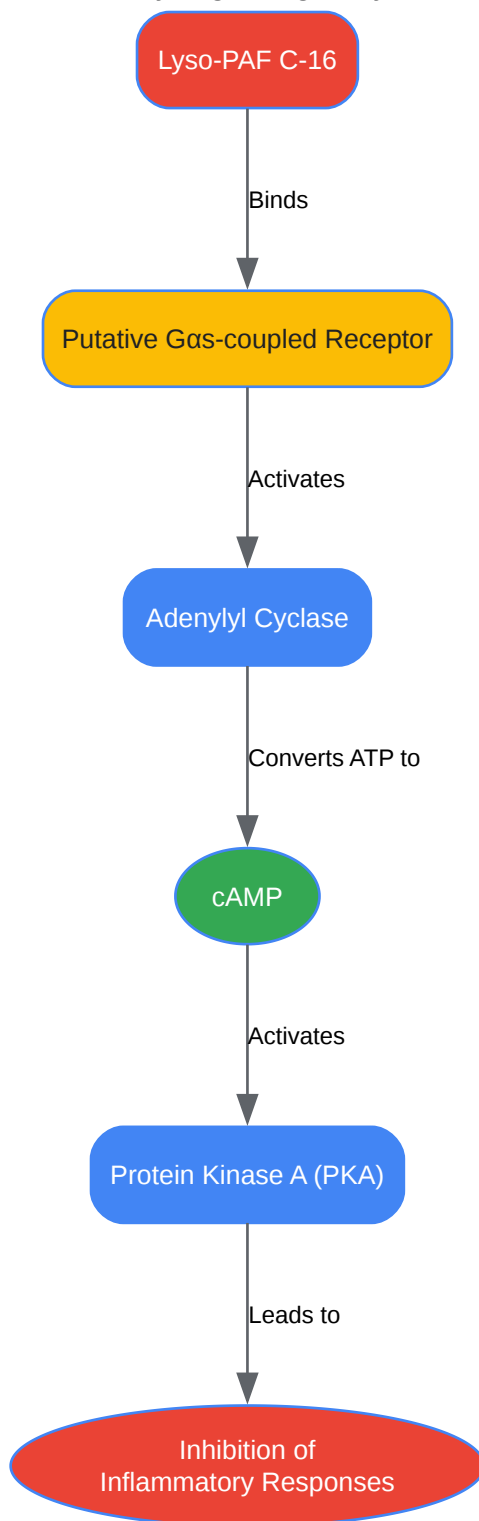 Lyso-PAF C-16
Binds
Putative Gαs-coupled Receptor
Activates
Adenylyl Cyclase
Converts ATP to
cAMP
Activates
Protein Kinase A (PKA)
Leads to
Inhibition of
Inflammatory Responses